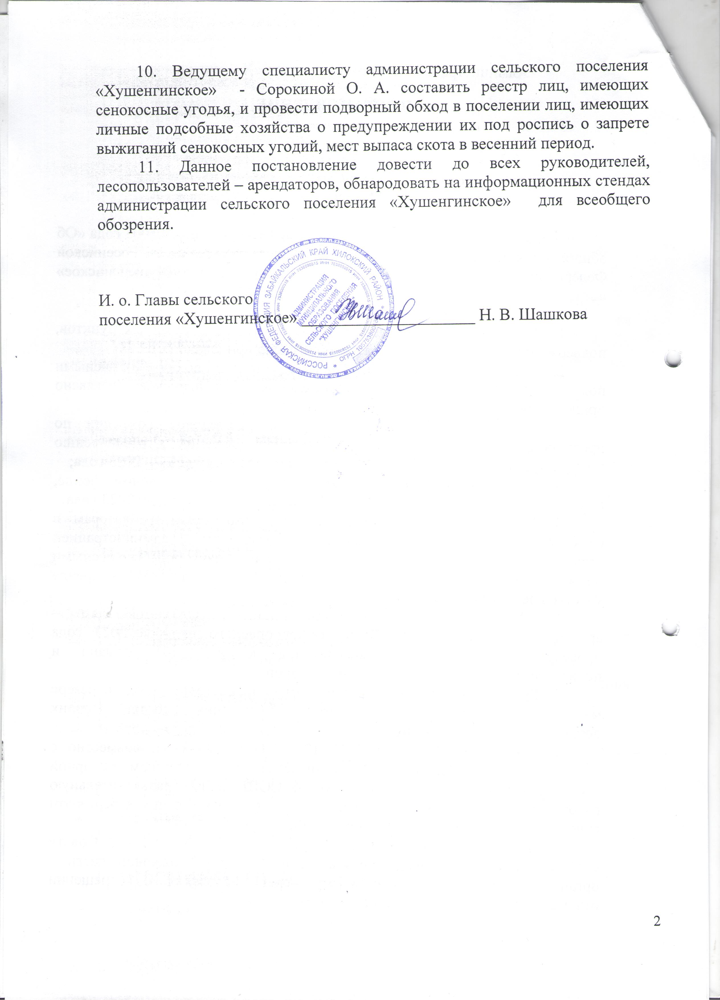 10. Ведущему специалисту администрации сельского поселения
«Хушенгинское» - Сорокиной О. А. составить реестр лиц, имеющих
сенокосные угодья, и провести подворный обход в поселении лиц, имеющих
личные подсобные хозяйства о предупреждении их под роспись о запрете
выжиганий сенокосных угодий, мест выпаса скота в весенний период.
11. Данное постановление довести до всех руководителей,
лесопользователей – арендаторов, обнародовать на информационных стендах
администрации сельского поселения «Хушенгинское» для всеобщего
обозрения.
И. о. Главы сельского
поселения «Хушенгинское» Н. В. Шашкова
* РОССИЙСКАЯ ФЕДЕРАЦИЯ ЗАБАЙКАЛЬСКИЙ КРАЙ ХИЛОКСКИЙ РАЙОН *
ИНН 7538000515 ИНН 7538000515 ИНН 7538000515
АДМИНИСТРАЦИЯ
МУНИЦИПАЛЬНОГО
ОБРАЗОВАНИЯ
СЕЛЬСКОГО ПОСЕЛЕНИЯ
"ХУШЕНГИНСКОЕ"
ОГРН
2